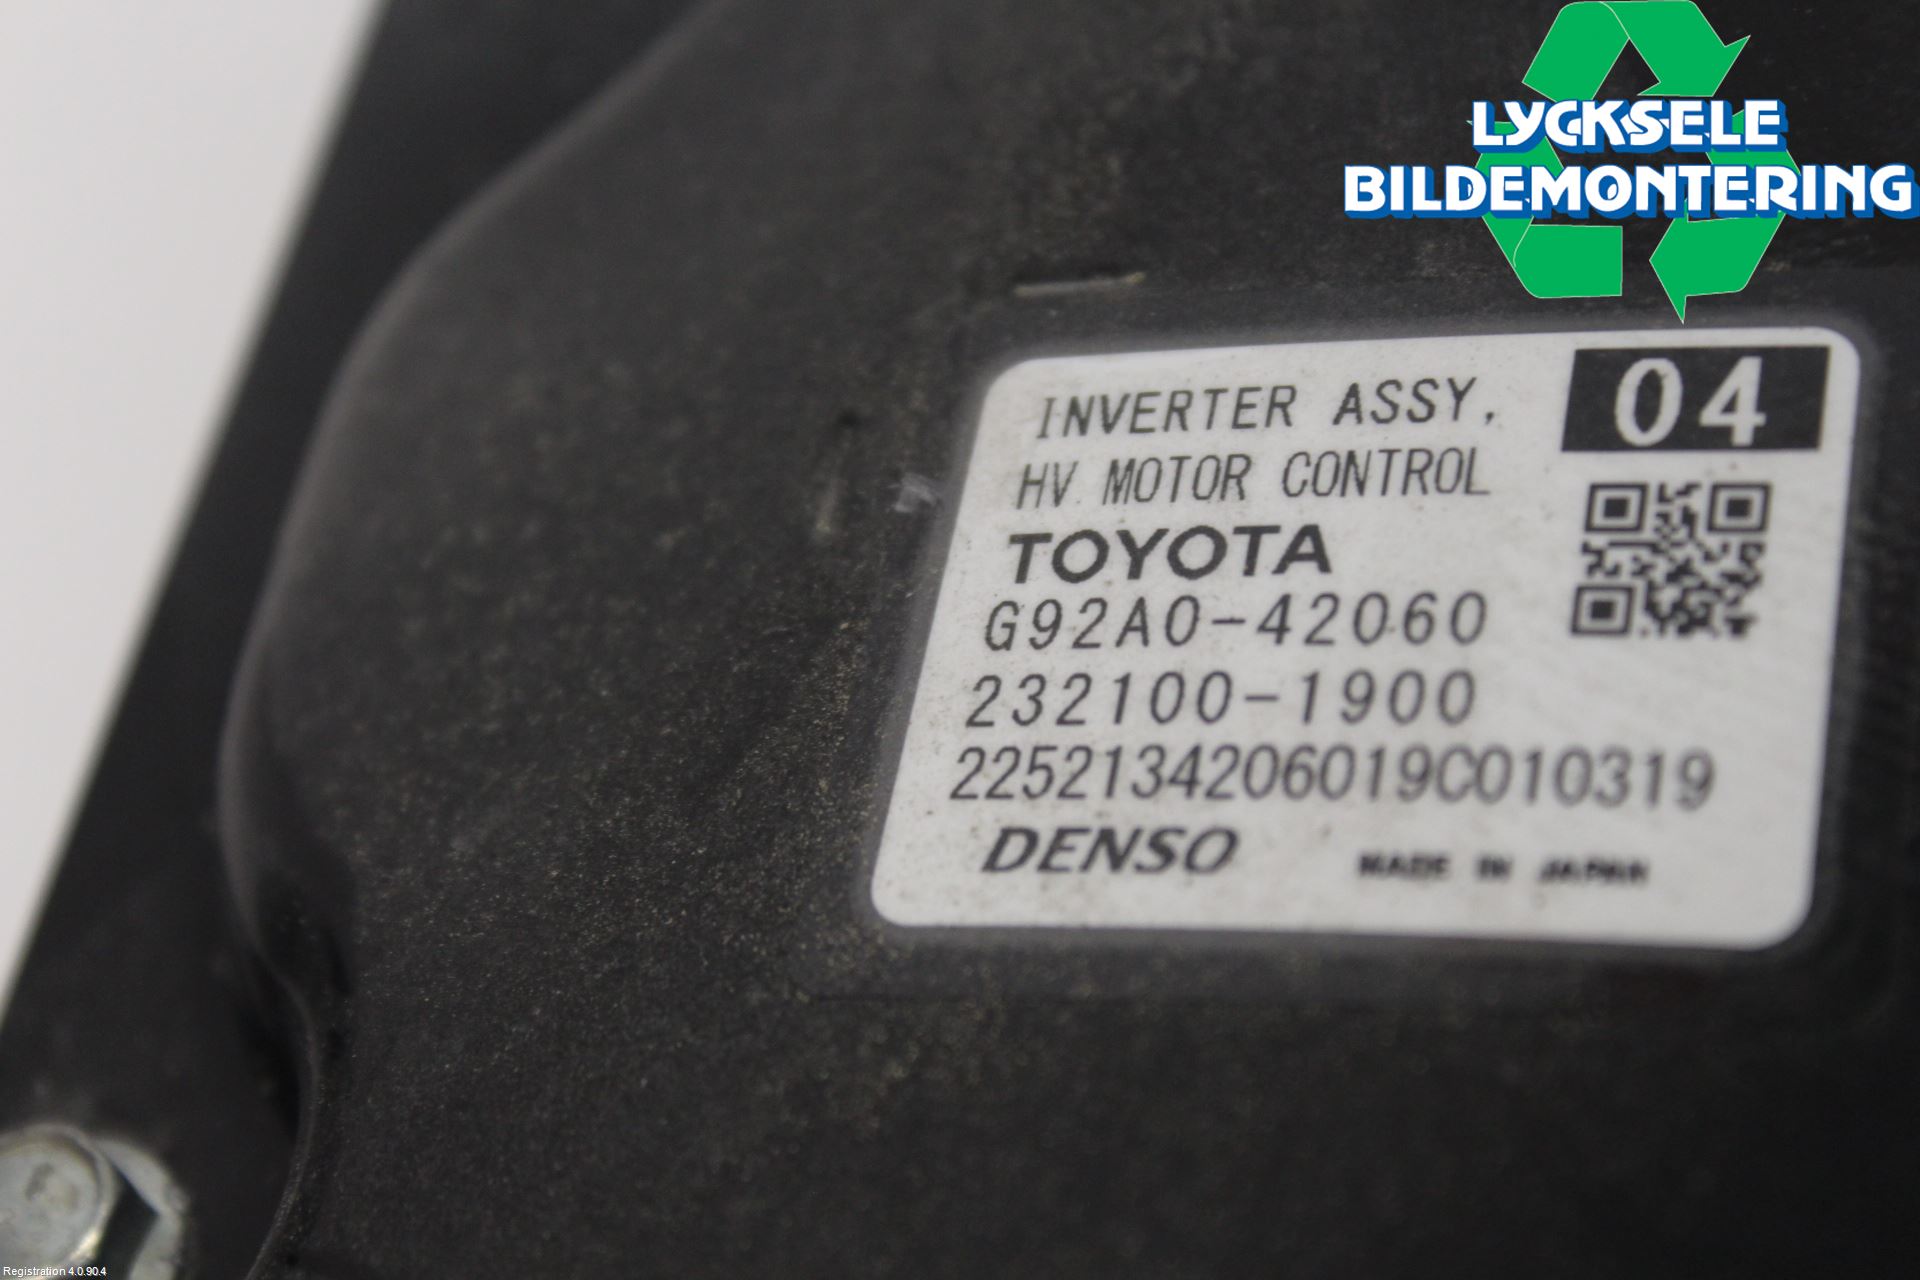 LYCKSELE
BILDEMONTERING
INVERTER ASSY, 04
HV MOTOR CONTROL
TOYOTA
G92A0-42060
232100-1900
2252134206019C010319
DENSO MADE IN JAPAN
Registration 4.0.90.4